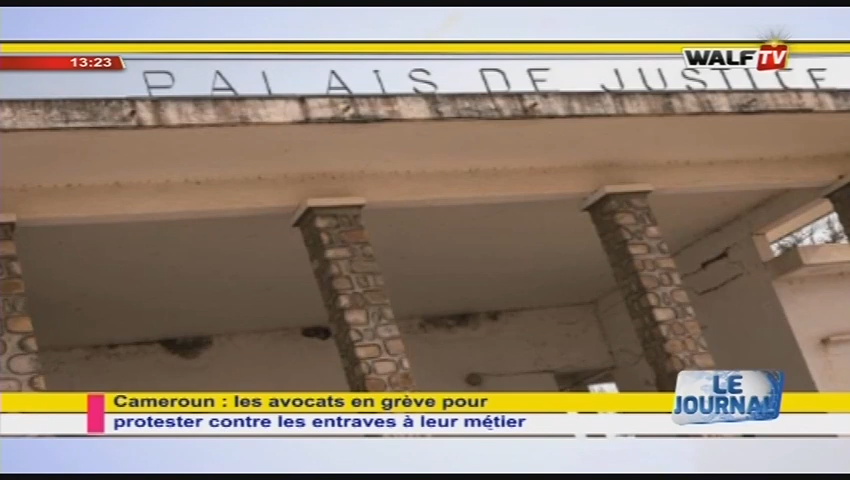 13:23
WALF TV
PALAIS DE JUSTICE
LE
JOURNAL
Cameroun : les avocats en grève pour
protester contre les entraves à leur métier